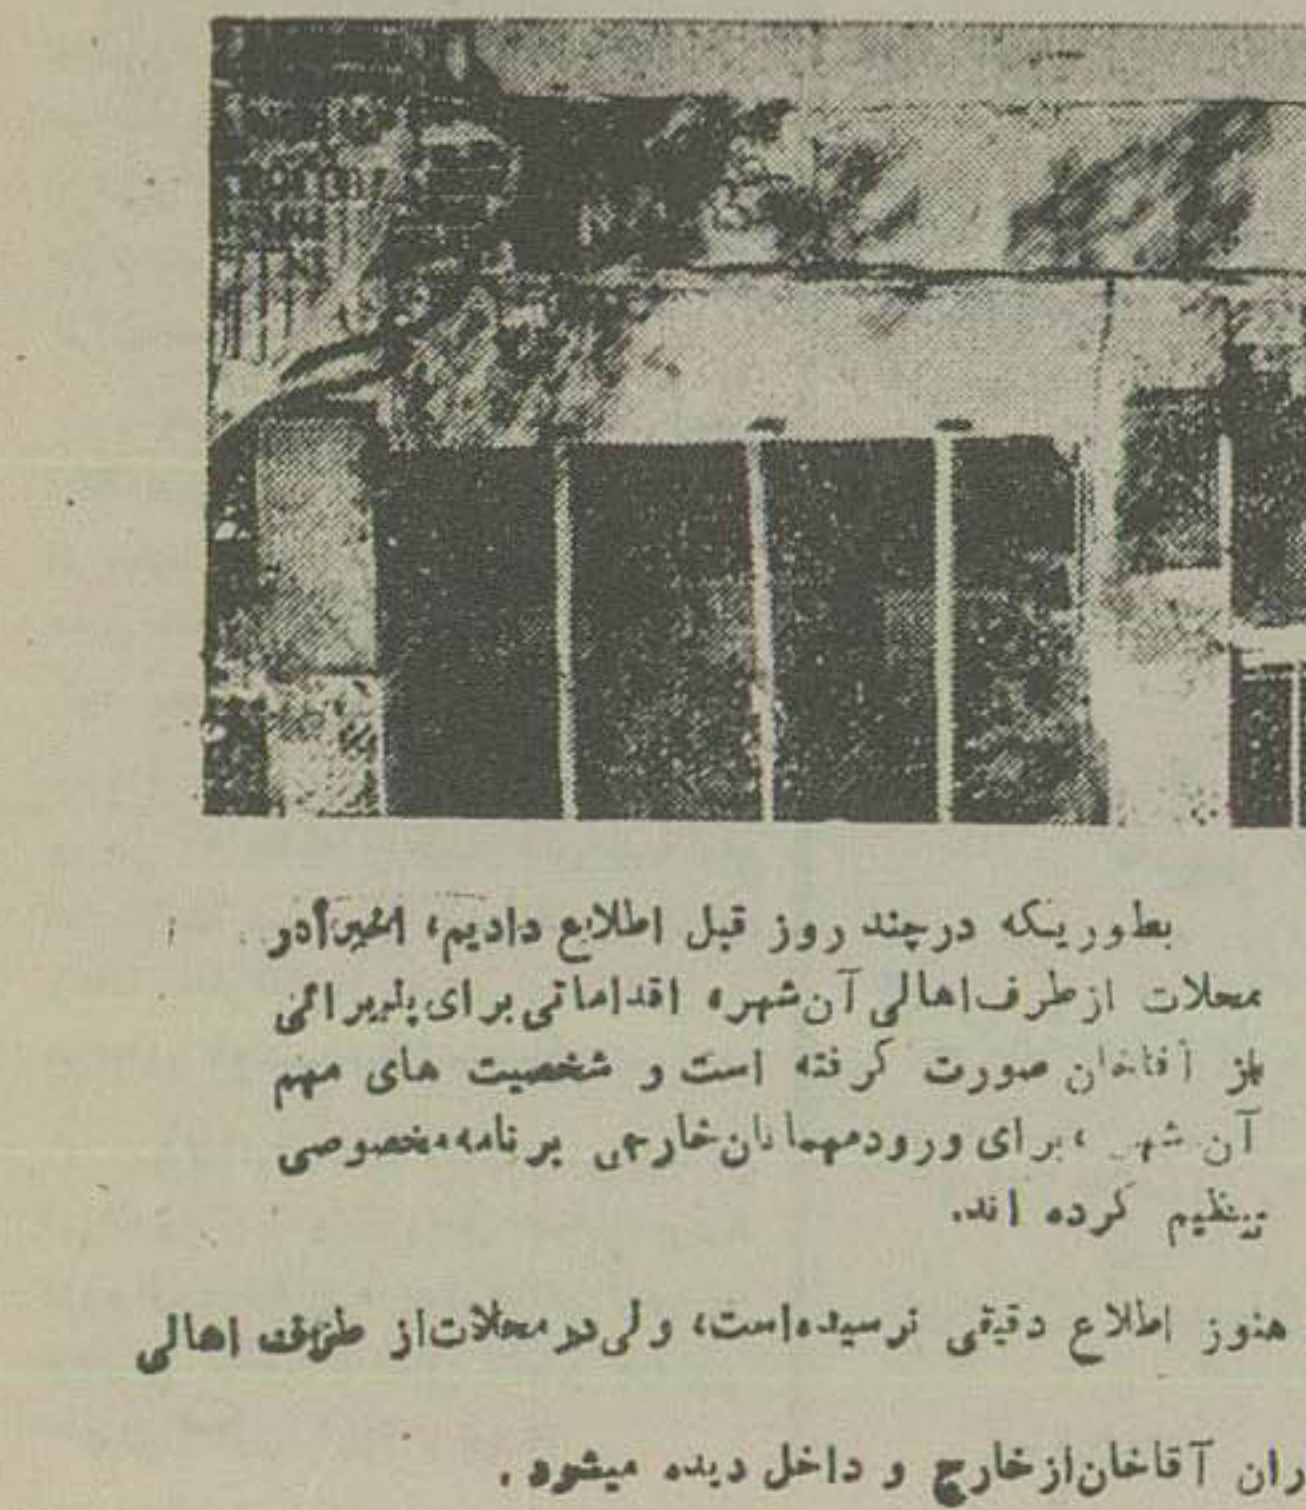 بطوریکه درچند روز قبل اطلاع دادیم، اخیراً در
محلات ازطرف اهالی آن شهر، اقداماتی برای پذیرائی
از آقاخان صورت گرفته است و شخصیت های مهم
آن شهر، برای ورودمهمانان خارجی برنامه مخصوصی
تنظیم کرده اند.
هنوز اطلاع دقیقی نرسیده است، ولی در محلات از طرف اهالی
ران آقاخان ازخارج و داخل دیده میشود.